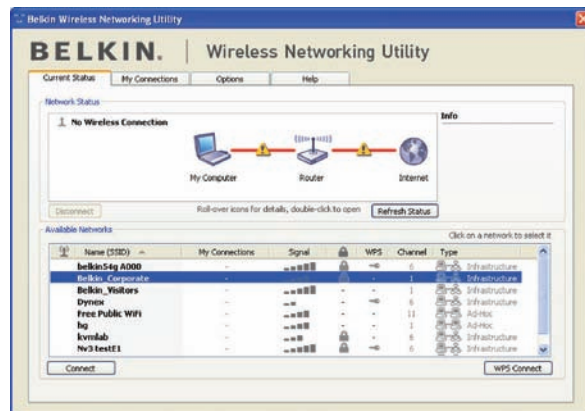 Belkin Wireless Networking Utility
BELKIN. | Wireless Networking Utility
Current Status My Connections Options Help
Network Status
No Wireless Connection
Info
My Computer Router Internet
Disconnect Roll-over icons for details, double-click to open Refresh Status
Available Networks
Click on a network to select it
Name (SSID) My Connections Signal WPS Channel Type
belkin54g A000 - 6 Infrastructure
Belkin_Corporate - - 1 Infrastructure
Belkin_Visitors - - - 1 Infrastructure
Dynex - - 6 Infrastructure
Free Public WiFi - - - 11 Ad-Hoc
hg - - - 1 Ad-Hoc
kvmlab - - 6 Infrastructure
Nv3testE1 - 6 Infrastructure
Connect WPS Connect